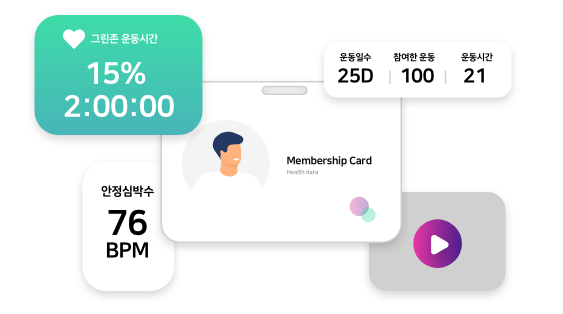 그린존 운동시간
15%
2:00:00
운동일수 참여한 운동 운동시간
25D 100 21
Membership Card
Health data
안정심박수
76
BPM